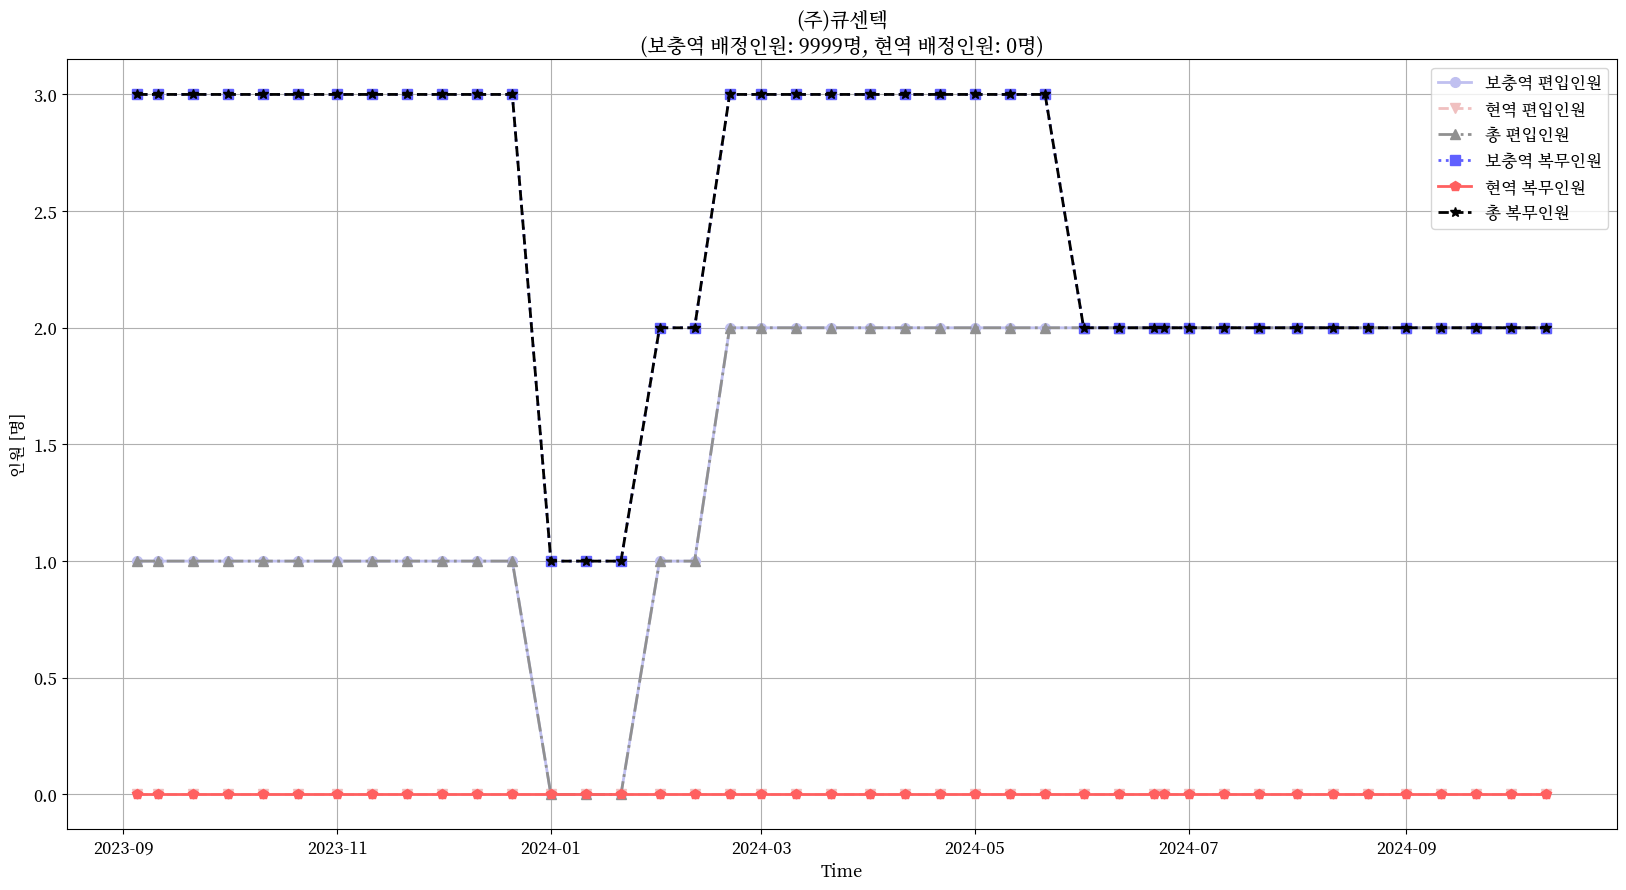 (주)큐센텍
(보충역 배정인원: 9999명, 현역 배정인원: 0명)
보충역 편입인원
현역 편입인원
총 편입인원
보충역 복무인원
현역 복무인원
총 복무인원
인원 [명]
3.0
2.5
2.0
1.5
1.0
0.5
0.0
2023-09 2023-11 2024-01 2024-03 2024-05 2024-07 2024-09
Time